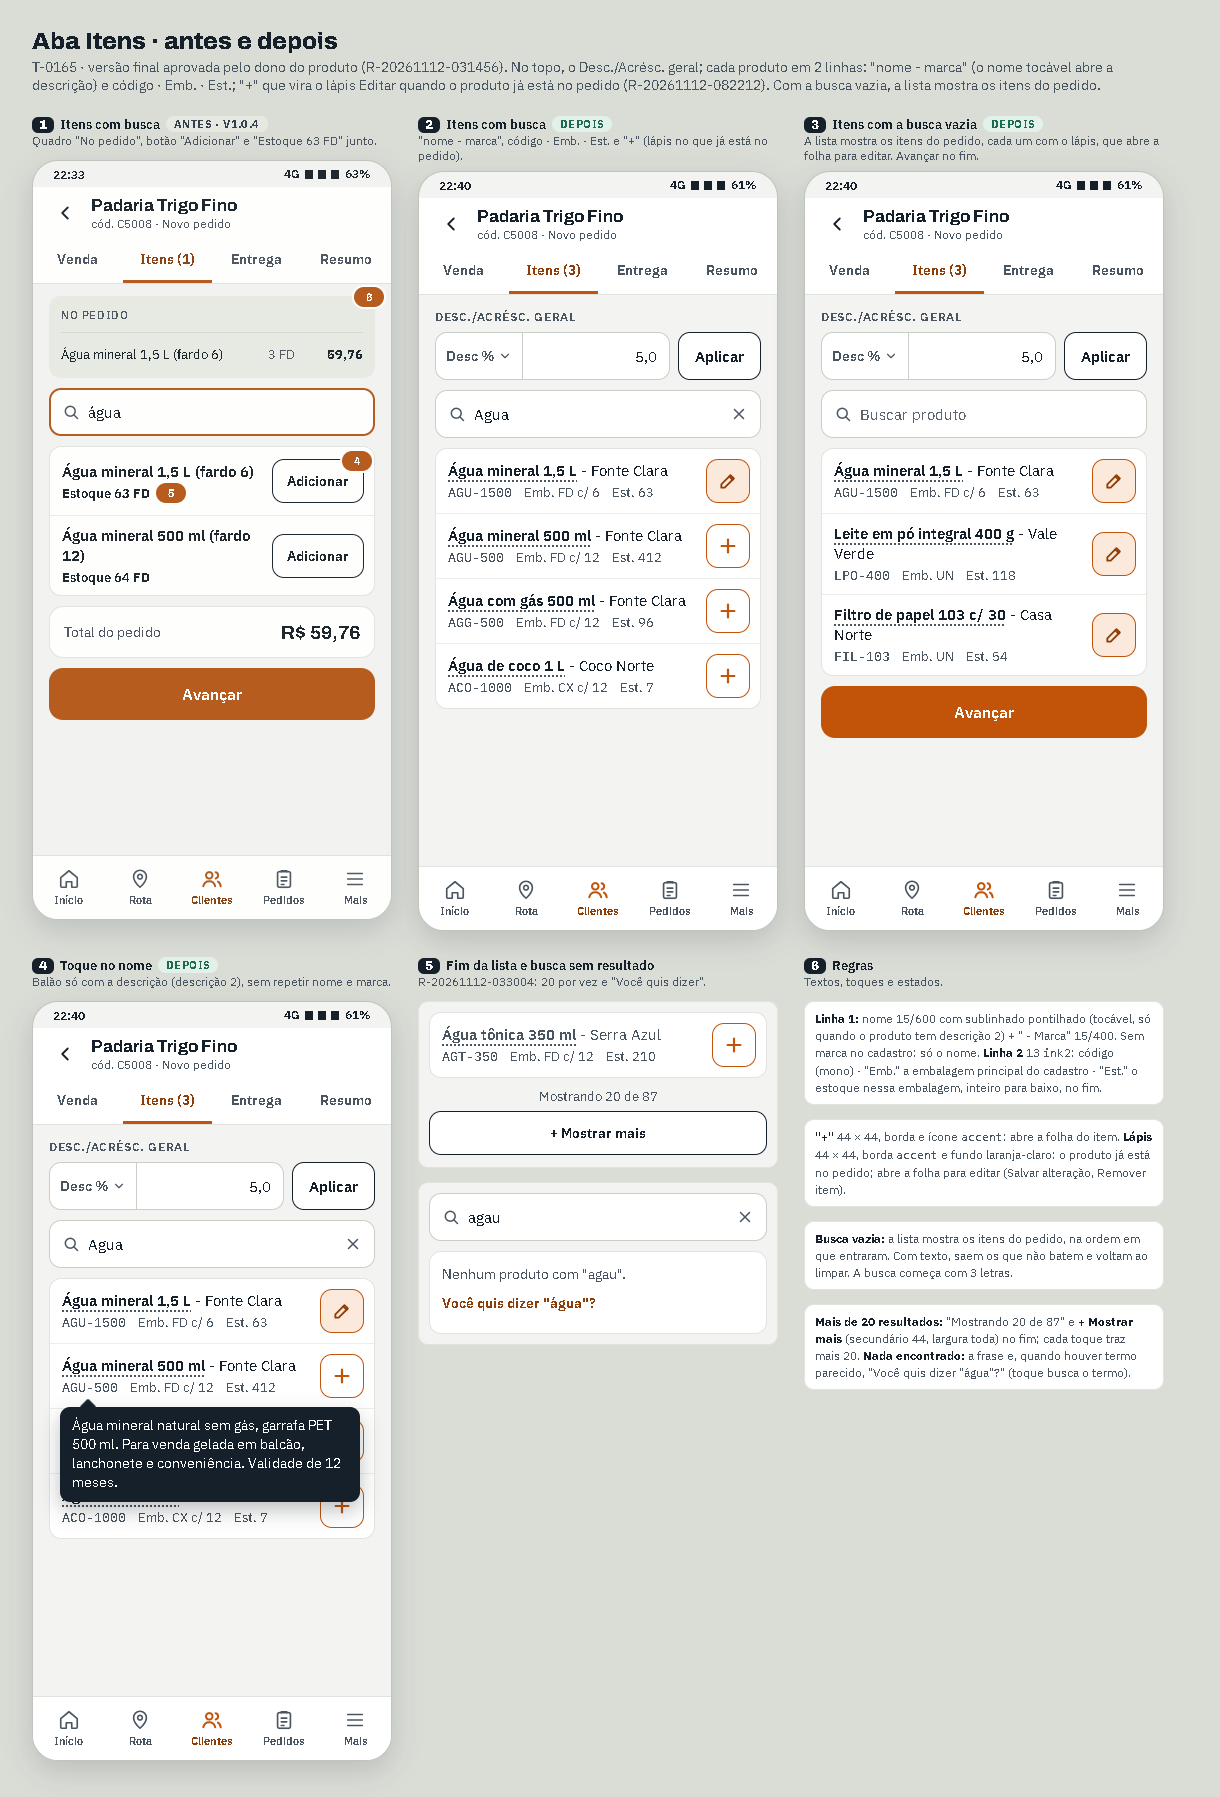 Aba Itens · antes e depois
T-0165 · versão final aprovada pelo dono do produto (R-20261112-031456). No topo, o Desc./Acrésc. geral; cada produto em 2 linhas: "nome - marca" (o nome tocável abre a
descrição) e código · Emb. · Est.; "+" que vira o lápis Editar quando o produto já está no pedido (R-20261112-082212). Com a busca vazia, a lista mostra os itens do pedido.
1 Itens com busca ANTES · V1.0.4
Quadro "No pedido", botão "Adicionar" e "Estoque 63 FD" junto.
22:33 4G 63%
Padaria Trigo Fino
cód. C5008 · Novo pedido
Venda Itens (1) Entrega Resumo
6
NO PEDIDO
Água mineral 1,5 L (fardo 6) 3 FD 59,76
água
4
Água mineral 1,5 L (fardo 6) Adicionar
Estoque 63 FD 5
Água mineral 500 ml (fardo
12) Adicionar
Estoque 64 FD
Total do pedido R$ 59,76
Avançar
Início Rota Clientes Pedidos Mais
2 Itens com busca DEPOIS
"nome - marca", código · Emb. · Est. e "+" (lápis no que já está no
pedido).
22:40 4G 61%
Padaria Trigo Fino
cód. C5008 · Novo pedido
Venda Itens (3) Entrega Resumo
DESC./ACRÉSC. GERAL
Desc % 5,0 Aplicar
Agua
Água mineral 1,5 L - Fonte Clara
AGU-1500 Emb. FD c/ 6 Est. 63
Água mineral 500 ml - Fonte Clara
AGU-500 Emb. FD c/ 12 Est. 412
Água com gás 500 ml - Fonte Clara
AGG-500 Emb. FD c/ 12 Est. 96
Água de coco 1 L - Coco Norte
ACO-1000 Emb. CX c/ 12 Est. 7
Início Rota Clientes Pedidos Mais
3 Itens com a busca vazia DEPOIS
A lista mostra os itens do pedido, cada um com o lápis, que abre a
folha para editar. Avançar no fim.
22:40 4G 61%
Padaria Trigo Fino
cód. C5008 · Novo pedido
Venda Itens (3) Entrega Resumo
DESC./ACRÉSC. GERAL
Desc % 5,0 Aplicar
Buscar produto
Água mineral 1,5 L - Fonte Clara
AGU-1500 Emb. FD c/ 6 Est. 63
Leite em pó integral 400 g - Vale
Verde
LPO-400 Emb. UN Est. 118
Filtro de papel 103 c/ 30 - Casa
Norte
FIL-103 Emb. UN Est. 54
Avançar
Início Rota Clientes Pedidos Mais
4 Toque no nome DEPOIS
Balão só com a descrição (descrição 2), sem repetir nome e marca.
22:40 4G 61%
Padaria Trigo Fino
cód. C5008 · Novo pedido
Venda Itens (3) Entrega Resumo
DESC./ACRÉSC. GERAL
Desc % 5,0 Aplicar
Agua
Água mineral 1,5 L - Fonte Clara
AGU-1500 Emb. FD c/ 6 Est. 63
Água mineral 500 ml - Fonte Clara
AGU-500 Emb. FD c/ 12 Est. 412
Água mineral natural sem gás, garrafa PET
500 ml. Para venda gelada em balcão,
lanchonete e conveniência. Validade de 12
meses.
ACO-1000 Emb. CX c/ 12 Est. 7
Início Rota Clientes Pedidos Mais
5 Fim da lista e busca sem resultado
R-20261112-033004: 20 por vez e "Você quis dizer".
Água tônica 350 ml - Serra Azul
AGT-350 Emb. FD c/ 12 Est. 210
Mostrando 20 de 87
+ Mostrar mais
agau
Nenhum produto com "agau".
Você quis dizer "água"?
6 Regras
Textos, toques e estados.
Linha 1: nome 15/600 com sublinhado pontilhado (tocável, só
quando o produto tem descrição 2) + " - Marca" 15/400. Sem
marca no cadastro: só o nome. Linha 2 13 ink2: código
(mono) · "Emb." a embalagem principal do cadastro · "Est." o
estoque nessa embalagem, inteiro para baixo, no fim.
"+" 44 × 44, borda e ícone accent: abre a folha do item. Lápis
44 × 44, borda accent e fundo laranja-claro: o produto já está
no pedido; abre a folha para editar (Salvar alteração, Remover
item).
Busca vazia: a lista mostra os itens do pedido, na ordem em
que entraram. Com texto, saem os que não batem e voltam ao
limpar. A busca começa com 3 letras.
Mais de 20 resultados: "Mostrando 20 de 87" e + Mostrar
mais (secundário 44, largura toda) no fim; cada toque traz
mais 20. Nada encontrado: a frase e, quando houver termo
parecido, "Você quis dizer "água"?" (toque busca o termo).